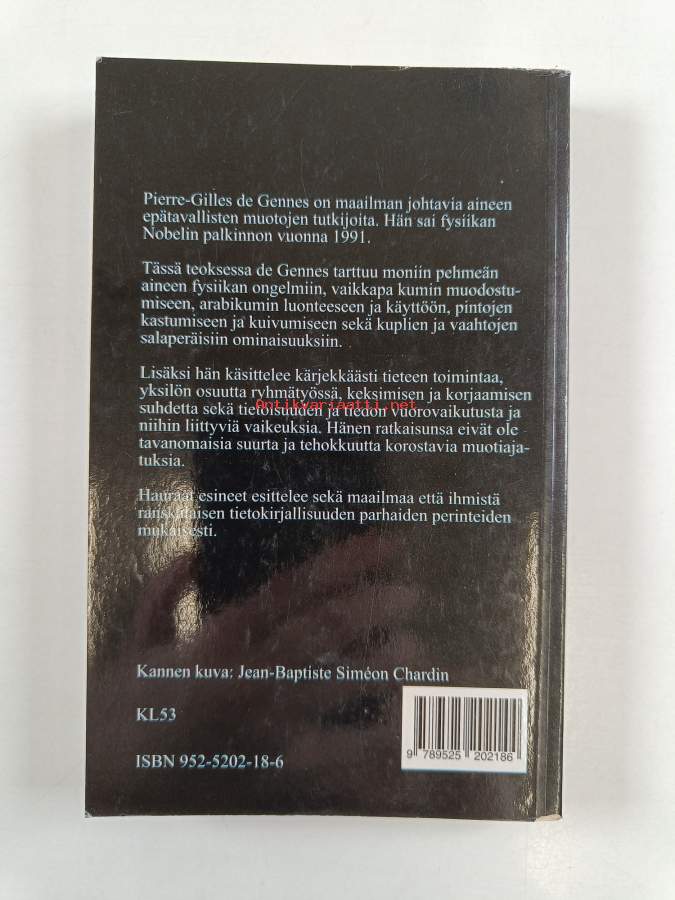 Pierre-Gilles de Gennes on maailman johtavia aineen
epätavallisten muotojen tutkijoita. Hän sai fysiikan
Nobelin palkinnon vuonna 1991.
Tässä teoksessa de Gennes tarttuu moniin pehmeän
aineen fysiikan ongelmiin, vaikkapa kumin muodostu-
miseen, arabikumin luonteeseen ja käyttöön, pintojen
kastumiseen ja kuivumiseen sekä kuplien ja vaahtojen
salaperäisiin ominaisuuksiin.
Lisäksi hän käsittelee kärjekkäästi tieteen toimintaa,
yksilön osuutta ryhmätyössä, keksimisen ja korjaamisen
Antikvariaatti.net
suhdetta sekä tietoisuuden ja tiedon vuorovaikutusta ja
niihin liittyviä vaikeuksia. Hänen ratkaisunsa eivät ole
tavanomaisia suurta ja tehokkuutta korostavia muotiaja-
tuksia.
Hauraat esineet esittelee sekä maailmaa että ihmistä
ranskalaisen tietokirjallisuuden parhaiden perinteiden
mukaisesti.
Kannen kuva: Jean-Baptiste Siméon Chardin
KL53
ISBN 952-5202-18-6
9 789525 202186